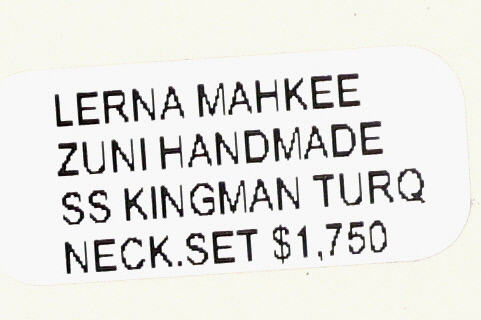 LERNA MAHKEE
ZUNI HANDMADE
SS KINGMAN TURQ
NECK.SET $1,750